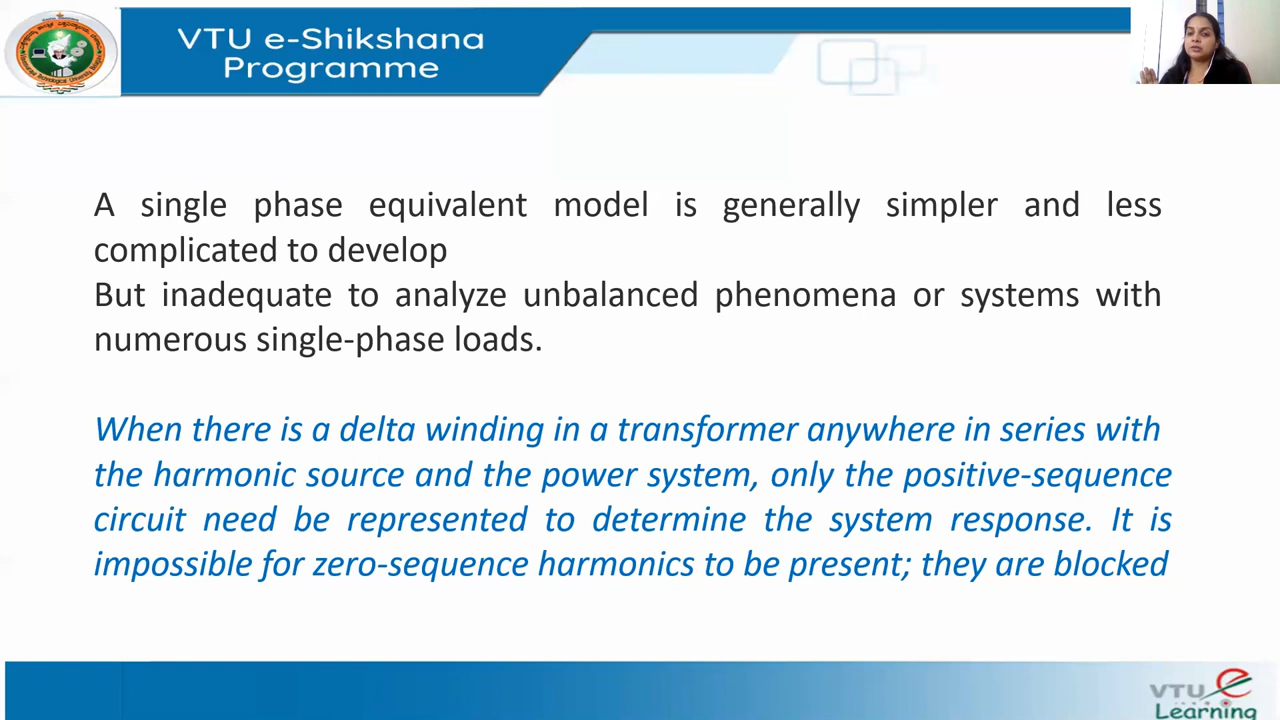 VTU e-Shikshana
Programme
A single phase equivalent model is generally simpler and less
complicated to develop
But inadequate to analyze unbalanced phenomena or systems with
numerous single-phase loads.
When there is a delta winding in a transformer anywhere in series with
the harmonic source and the power system, only the positive-sequence
circuit need be represented to determine the system response. It is
impossible for zero-sequence harmonics to be present; they are blocked
VTU e
Learning